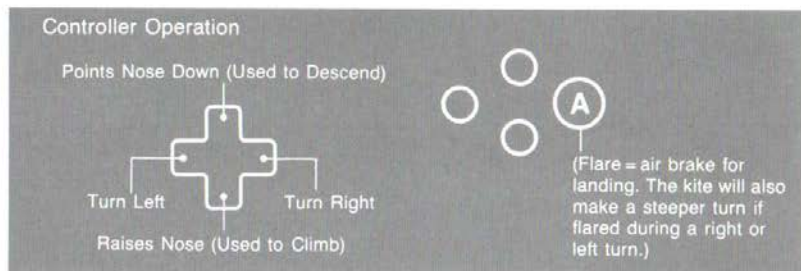 Controller Operation
Points Nose Down (Used to Descend)
Turn Left
Turn Right
Raises Nose (Used to Climb)
A
(Flare = air brake for
landing. The kite will also
make a steeper turn if
flared during a right or
left turn.)